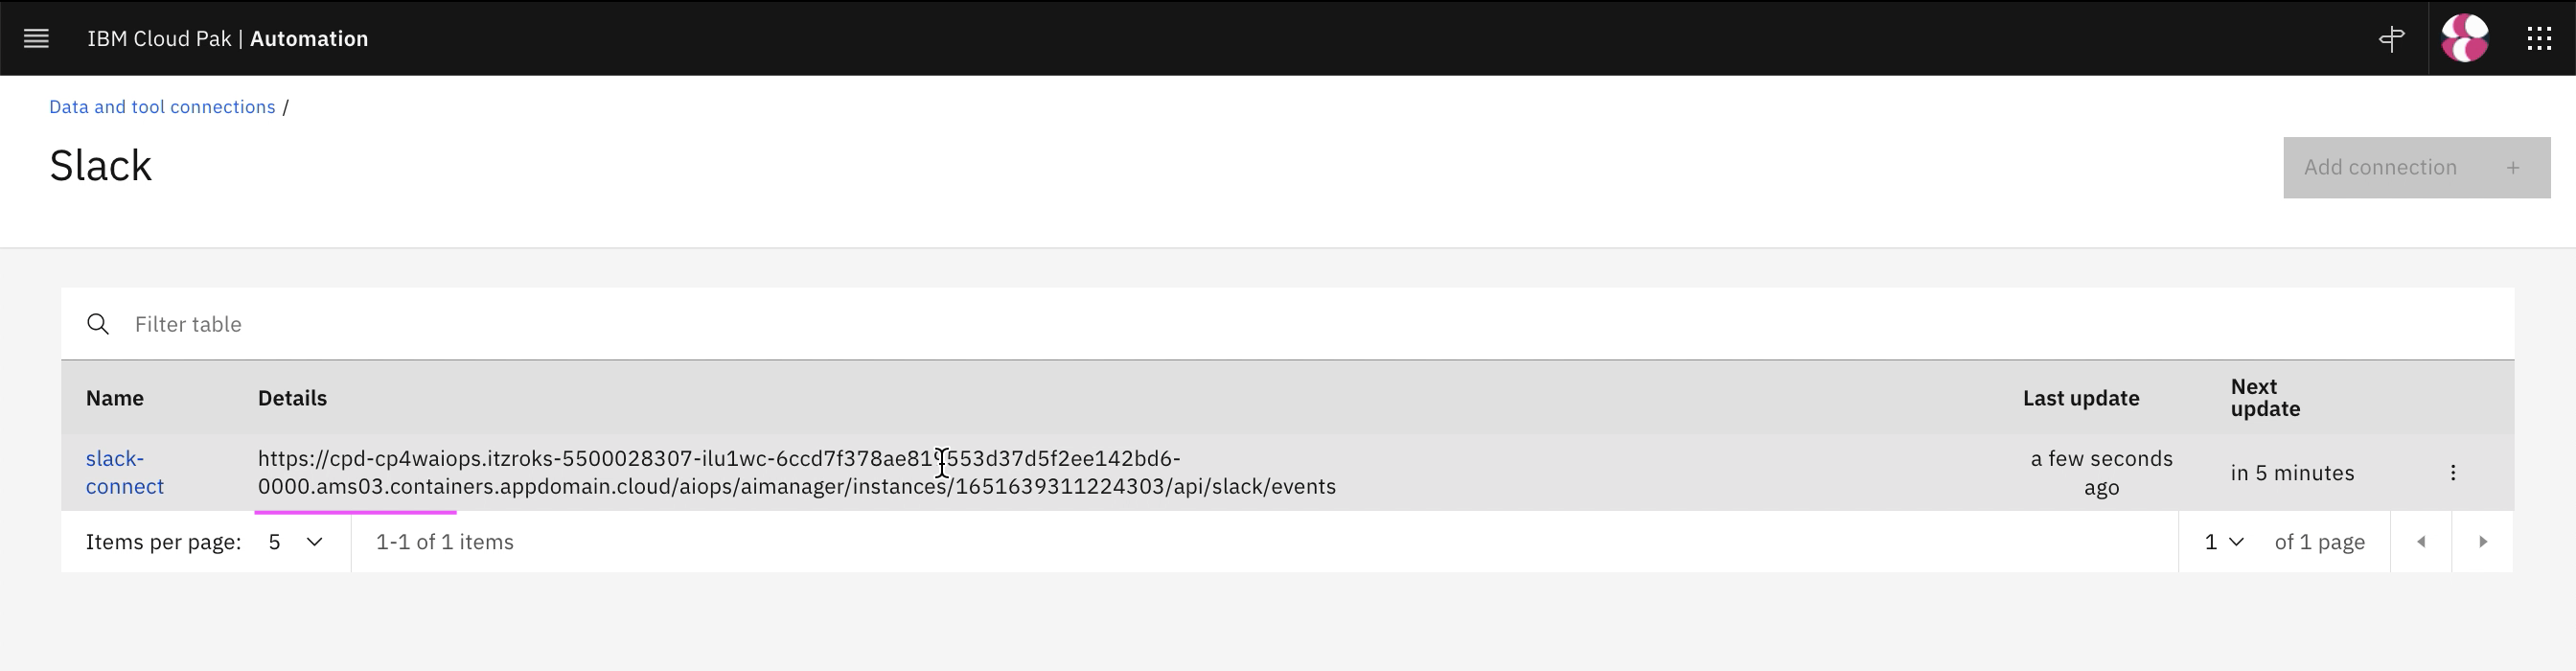 IBM Cloud Pak | Automation
Data and tool connections /
Slack
Add connection +
Filter table
Name Details Last update Next
update
slack-
connect
https://cpd-cp4waiops.itzroks-5500028307-ilu1wc-
0000.ams03.containers.appdomain.cloud/aiops/aimanager/instances/1651639311224303/api/slack/events
a few seconds
ago
in 5 minutes
Items per page: 5 1-1 of 1 items 1 of 1 page